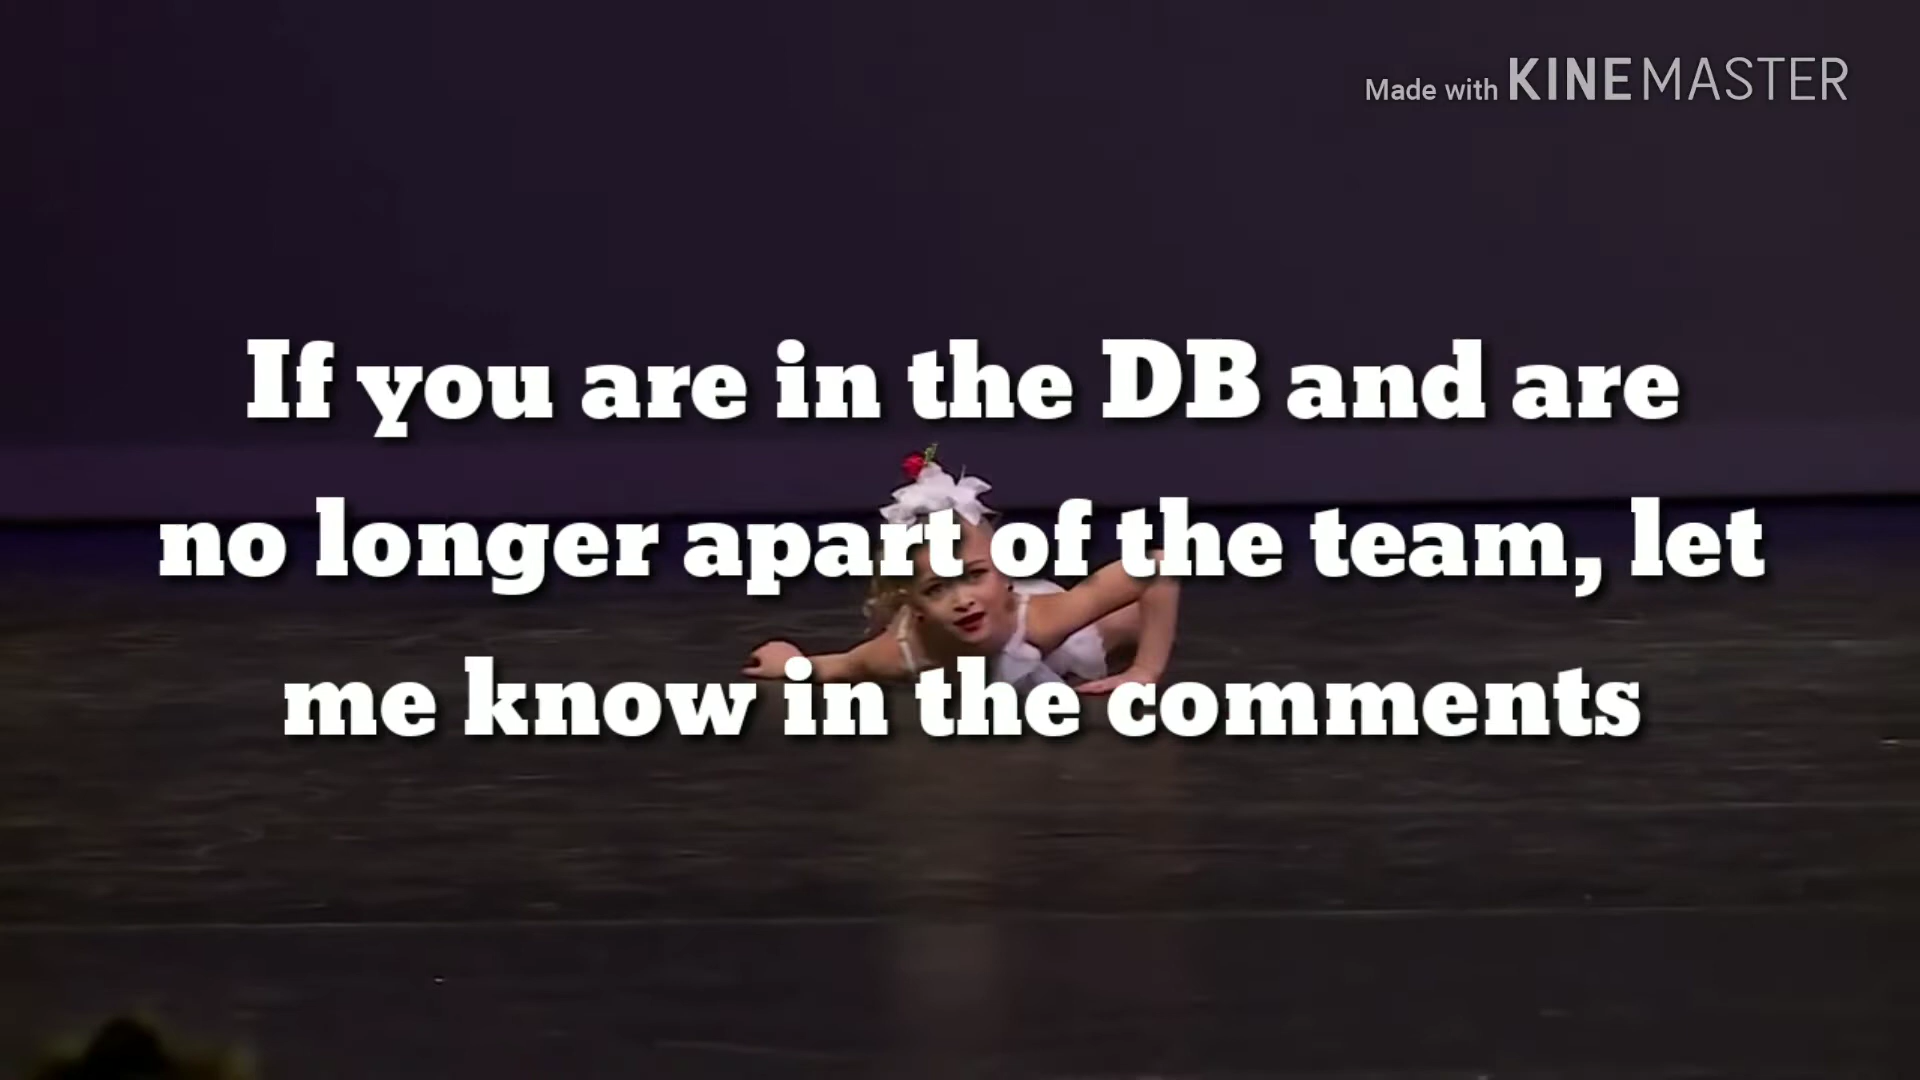 Made with KINEMASTER
If you are in the DB and are
no longer apart of the team, let
me know in the comments